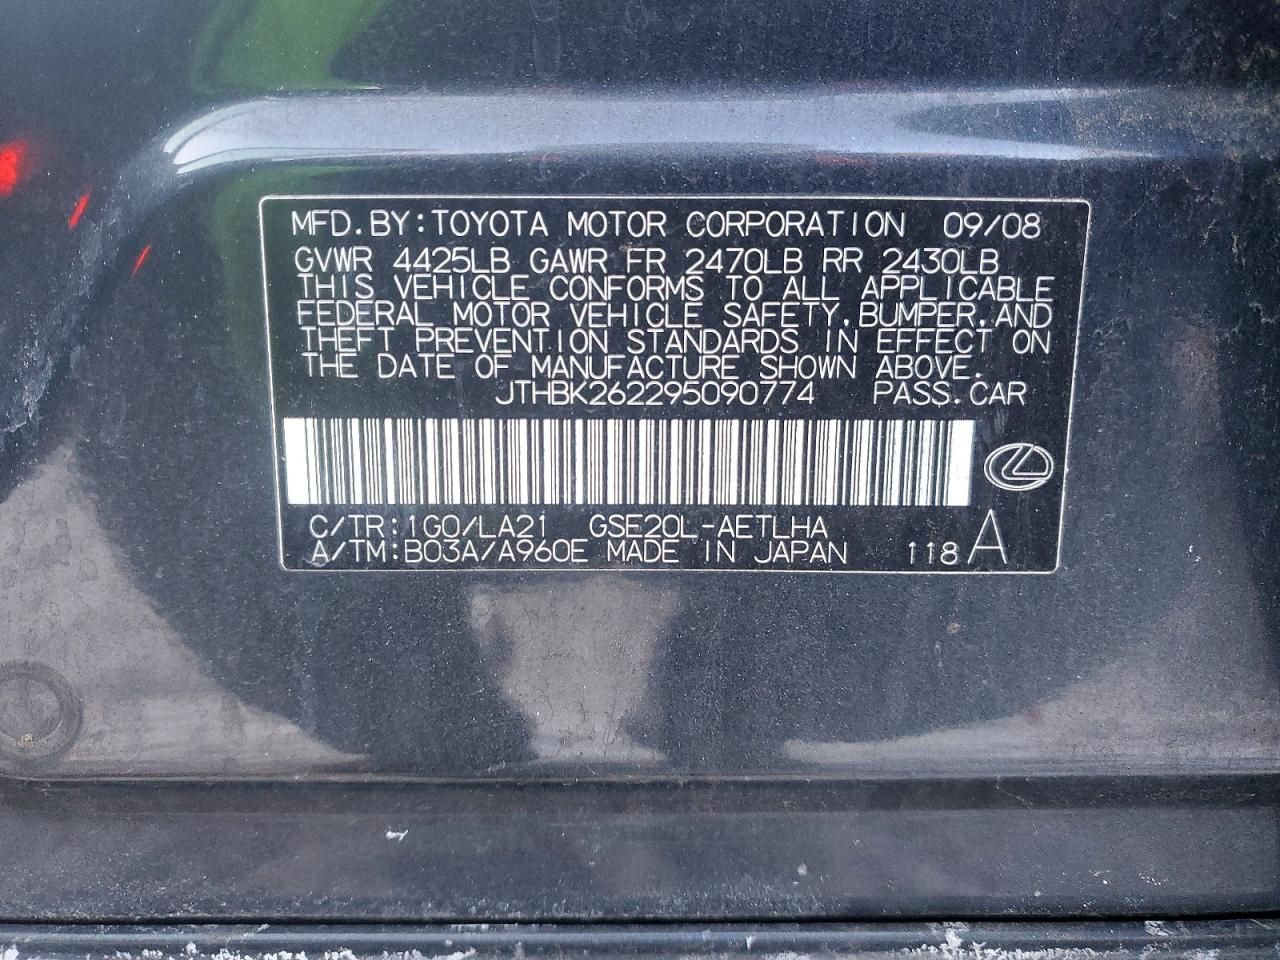 MFD.BY:TOYOTA MOTOR CORPORATION 09/08
GVWR 4425LB GAWR FR 2470LB RR 2430LB
THIS VEHICLE CONFORMS TO ALL APPLICABLE
FEDERAL MOTOR VEHICLE SAFETY,BUMPER,AND
THEFT PREVENTION STANDARDS IN EFFECT ON
THE DATE OF MANUFACTURE SHOWN ABOVE.
JTHBK262295090774 PASS.CAR
C/TR:1G0/LA21 GSE20L-AETLHA
A/TM:B03A/A960E MADE IN JAPAN 118 A